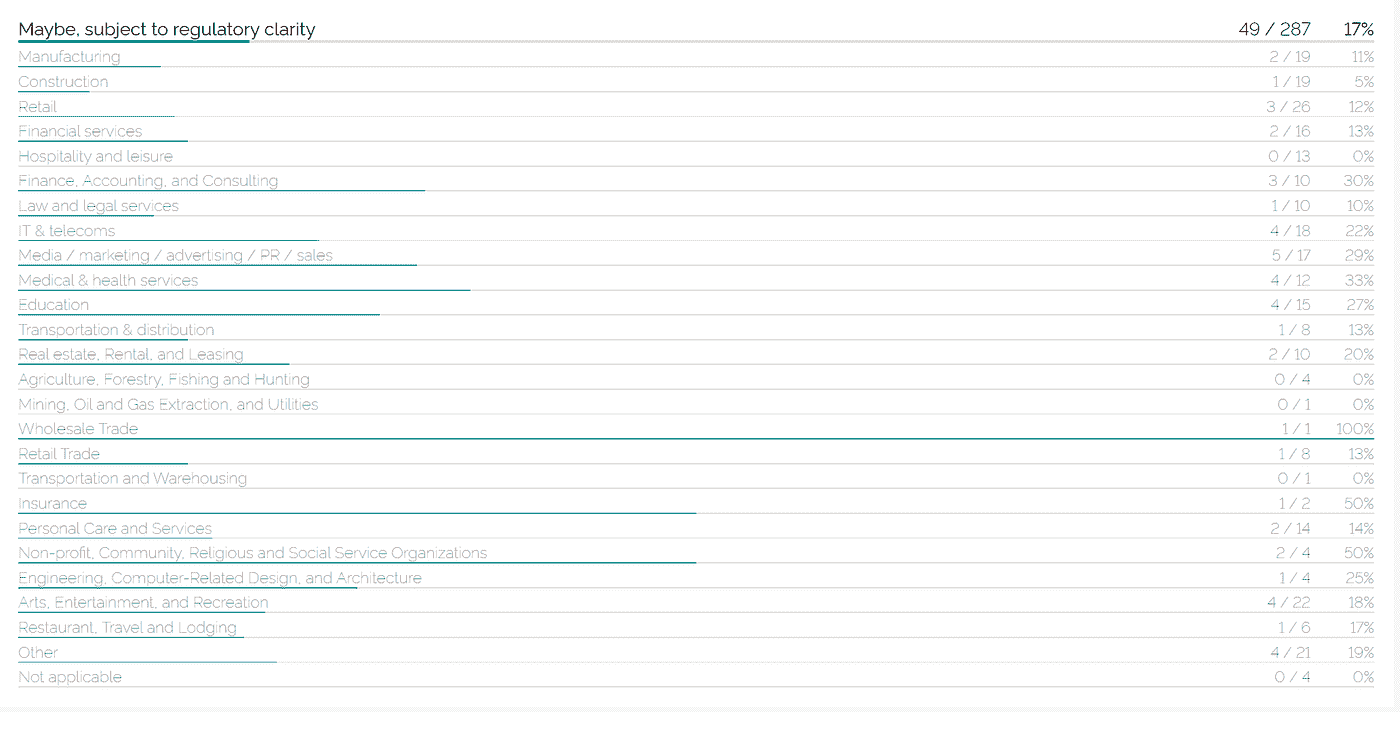 Maybe, subject to regulatory clarity 49 / 287 17%
Manufacturing 2 / 19 11%
Construction 1 / 19 5%
Retail 3 / 26 12%
Financial services 2 / 16 13%
Hospitality and leisure 0 / 13 0%
Finance, Accounting, and Consulting 3 / 10 30%
Law and legal services 1 / 10 10%
IT & telecoms 4 / 18 22%
Media / marketing / advertising / PR / sales 5 / 17 29%
Medical & health services 4 / 12 33%
Education 4 / 15 27%
Transportation & distribution 1 / 8 13%
Real estate, Rental, and Leasing 2 / 10 20%
Agriculture, Forestry, Fishing and Hunting 0 / 4 0%
Mining, Oil and Gas Extraction, and Utilities 0 / 1 0%
Wholesale Trade 1 / 1 100%
Retail Trade 1 / 8 13%
Transportation and Warehousing 0 / 1 0%
Insurance 1 / 2 50%
Personal Care and Services 2 / 14 14%
Non-profit, Community, Religious and Social Service Organizations 2 / 4 50%
Engineering, Computer-Related Design, and Architecture 1 / 4 25%
Arts, Entertainment, and Recreation 4 / 22 18%
Restaurant, Travel and Lodging 1 / 6 17%
Other 4 / 21 19%
Not applicable 0 / 4 0%